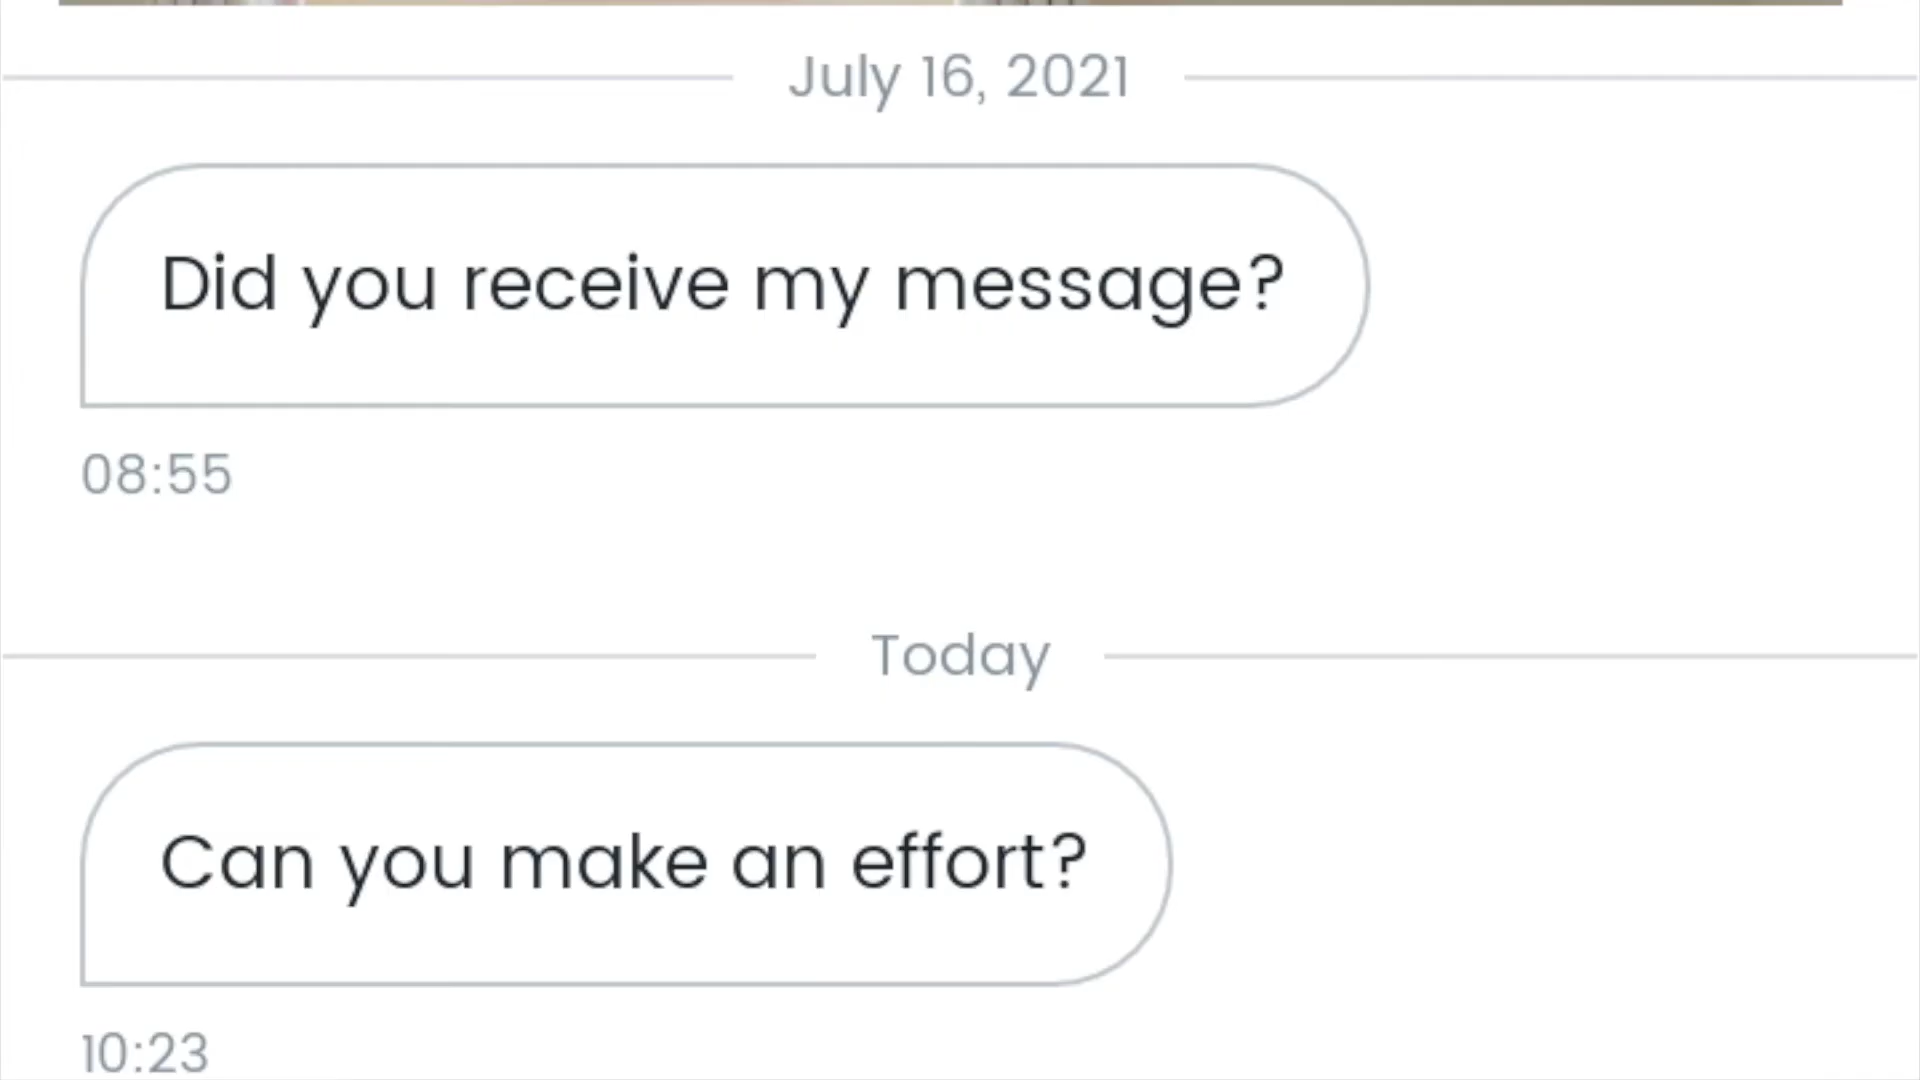 July 16, 2021
Did you receive my message?
08:55
Today
Can you make an effort?
10:23